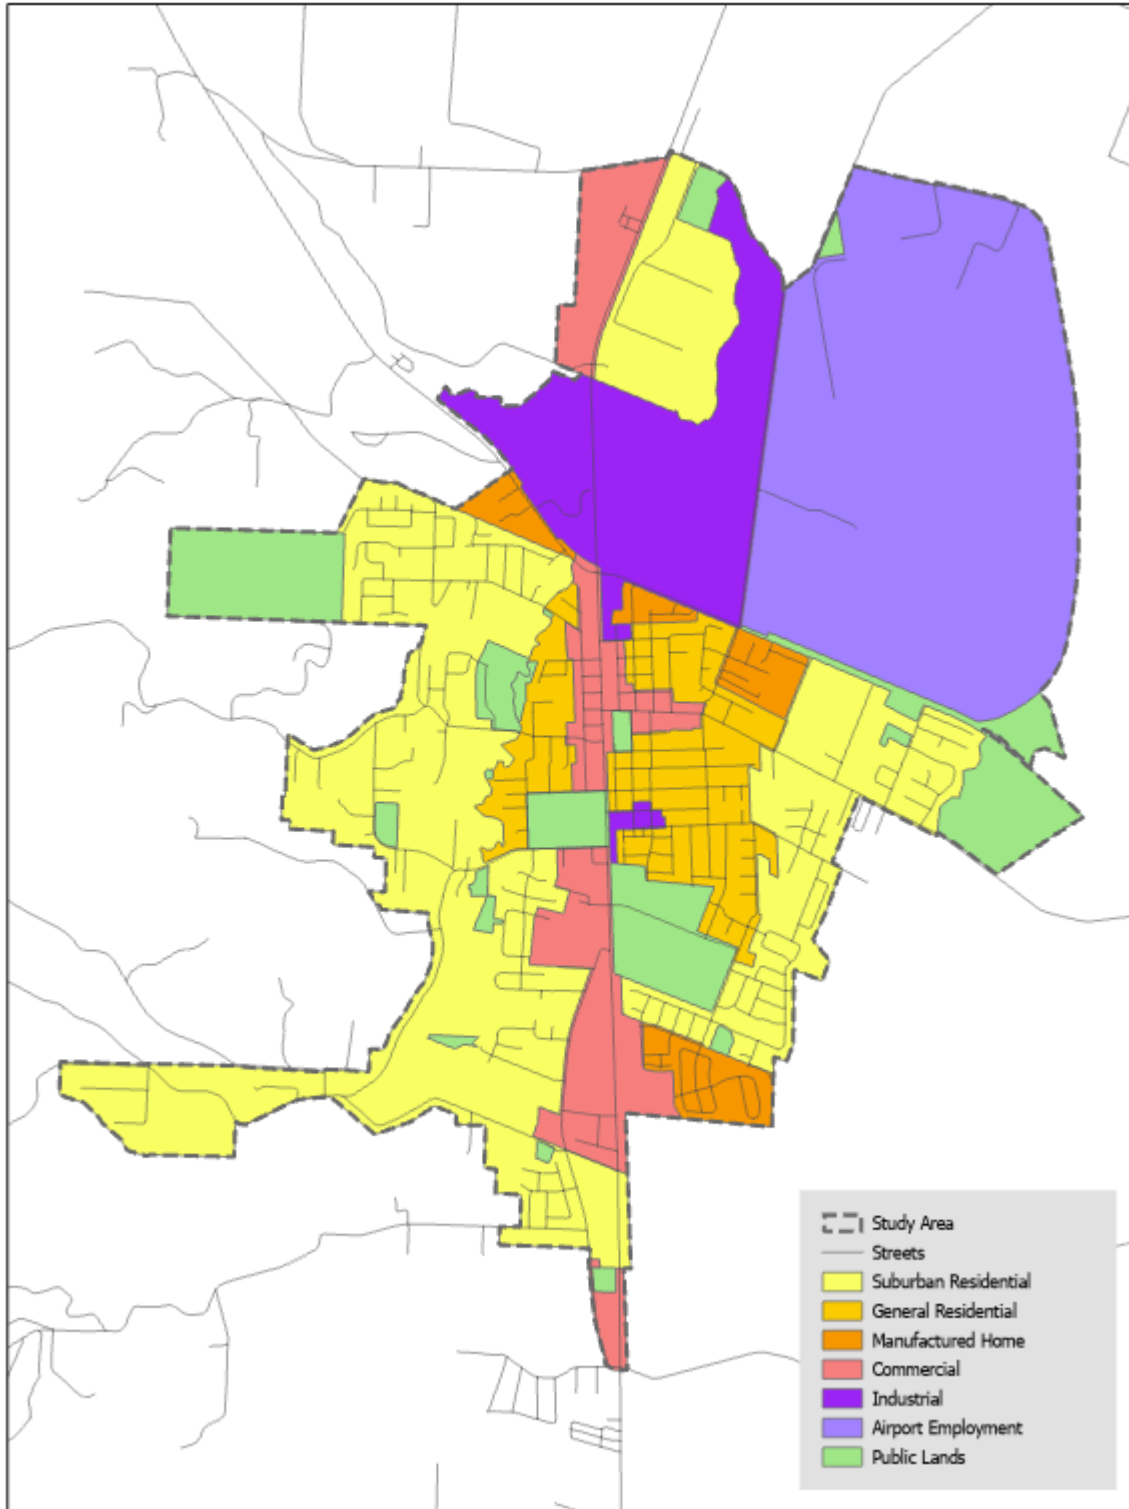 Study Area
Streets
Suburban Residential
General Residential
Manufactured Home
Commercial
Industrial
Airport Employment
Public Lands